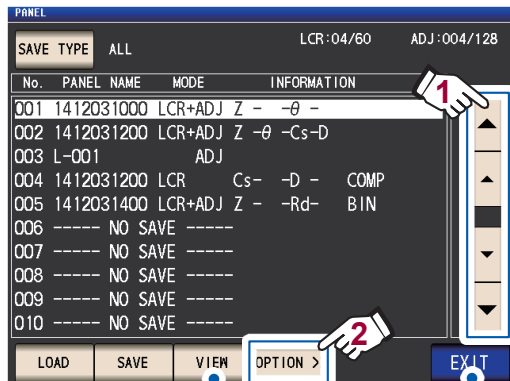 PANEL
SAVE TYPE ALL LCR:04/60 ADJ:004/128
No. PANEL NAME MODE INFORMATION
001 1412031000 LCR+ADJ Z - -θ -
002 1412031200 LCR+ADJ Z -θ -Cs-D
003 L-001 ADJ
004 1412031200 LCR Cs- -D - COMP
005 1412031400 LCR+ADJ Z - -Rd- BIN
006 ----- NO SAVE -----
007 ----- NO SAVE -----
008 ----- NO SAVE -----
009 ----- NO SAVE -----
010 ----- NO SAVE -----
1
2
LOAD SAVE VIEW OPTION > EXIT